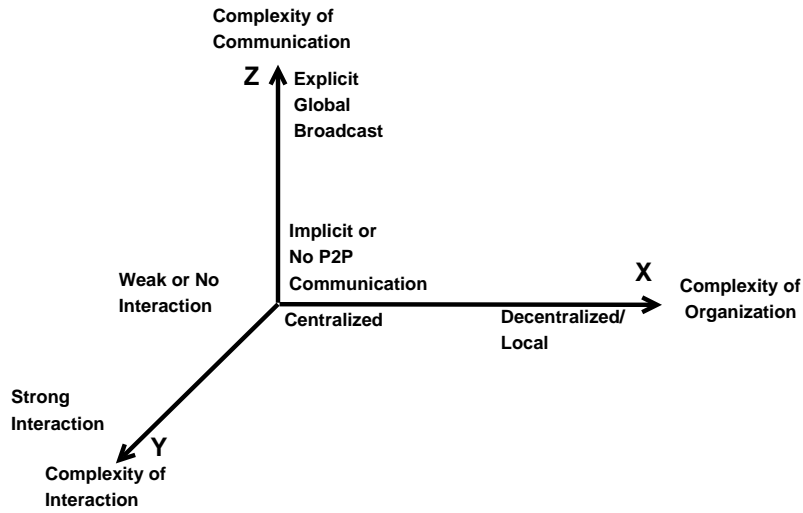 Complexity of
Communication
Z
Explicit
Global
Broadcast
Implicit or
No P2P
Communication
Weak or No
Interaction
X
Complexity of
Organization
Centralized
Decentralized/
Local
Strong
Interaction
Y
Complexity of
Interaction